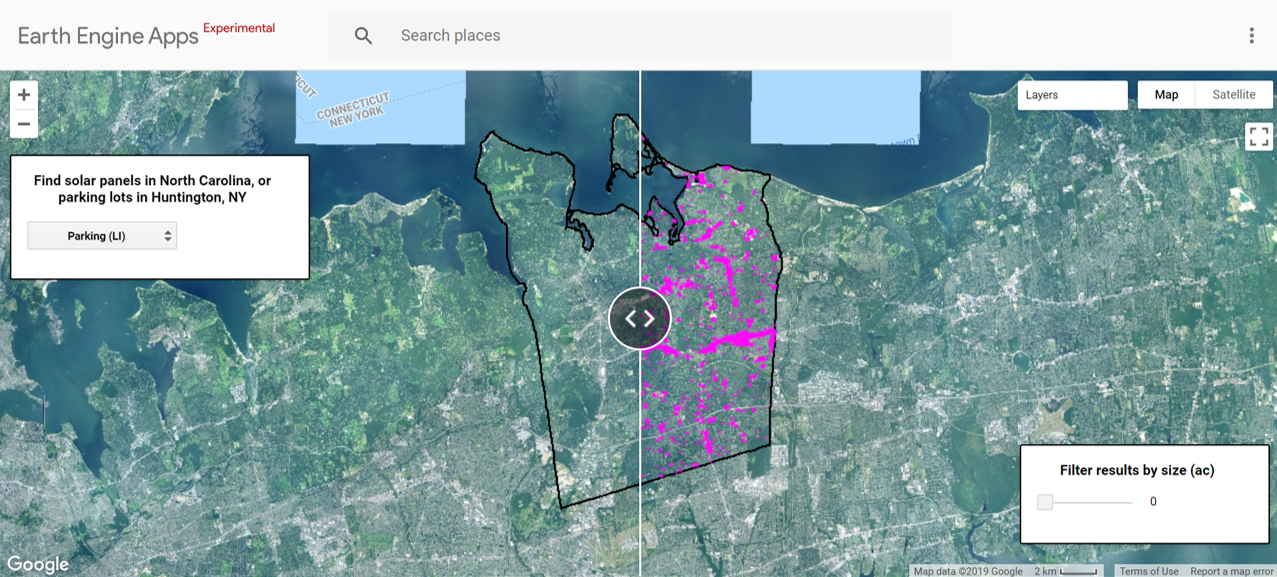 Earth Engine Apps Experimental
Search places
CONNECTICUT
NEW YORK
Layers
Map
Satellite
Find solar panels in North Carolina, or
parking lots in Huntington, NY
Parking (LI)
Filter results by size (ac)
0
Google
Map data ©2019 Google
2 km
Terms of Use
Report a map error